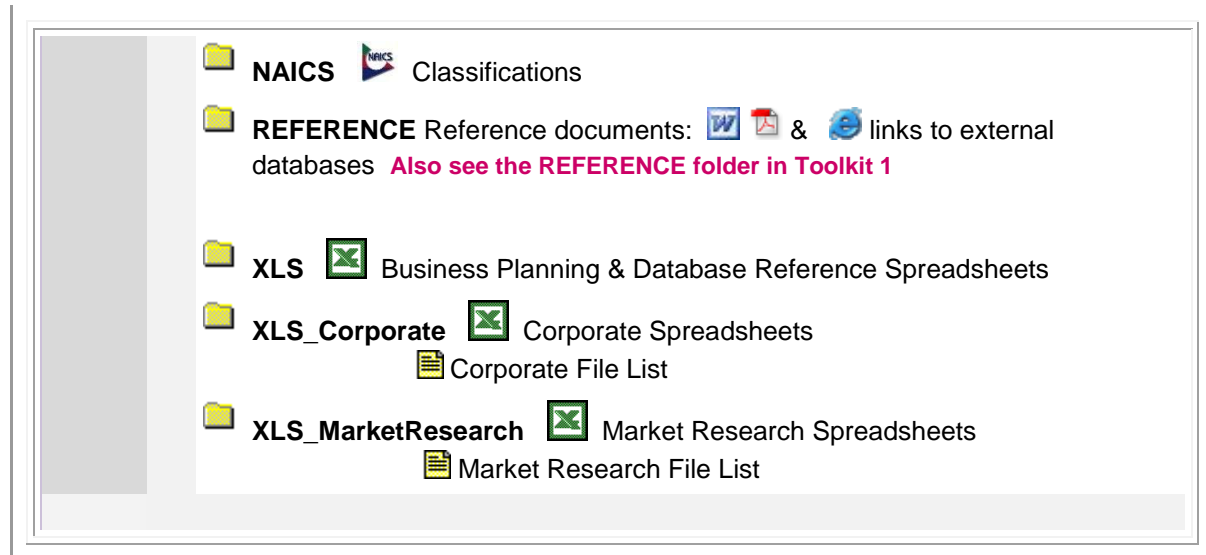 NAICS NAICS Classifications
REFERENCE Reference documents: W & e links to external
databases Also see the REFERENCE folder in Toolkit 1
XLS X Business Planning & Database Reference Spreadsheets
XLS_Corporate X Corporate Spreadsheets
Corporate File List
XLS_MarketResearch X Market Research Spreadsheets
Market Research File List